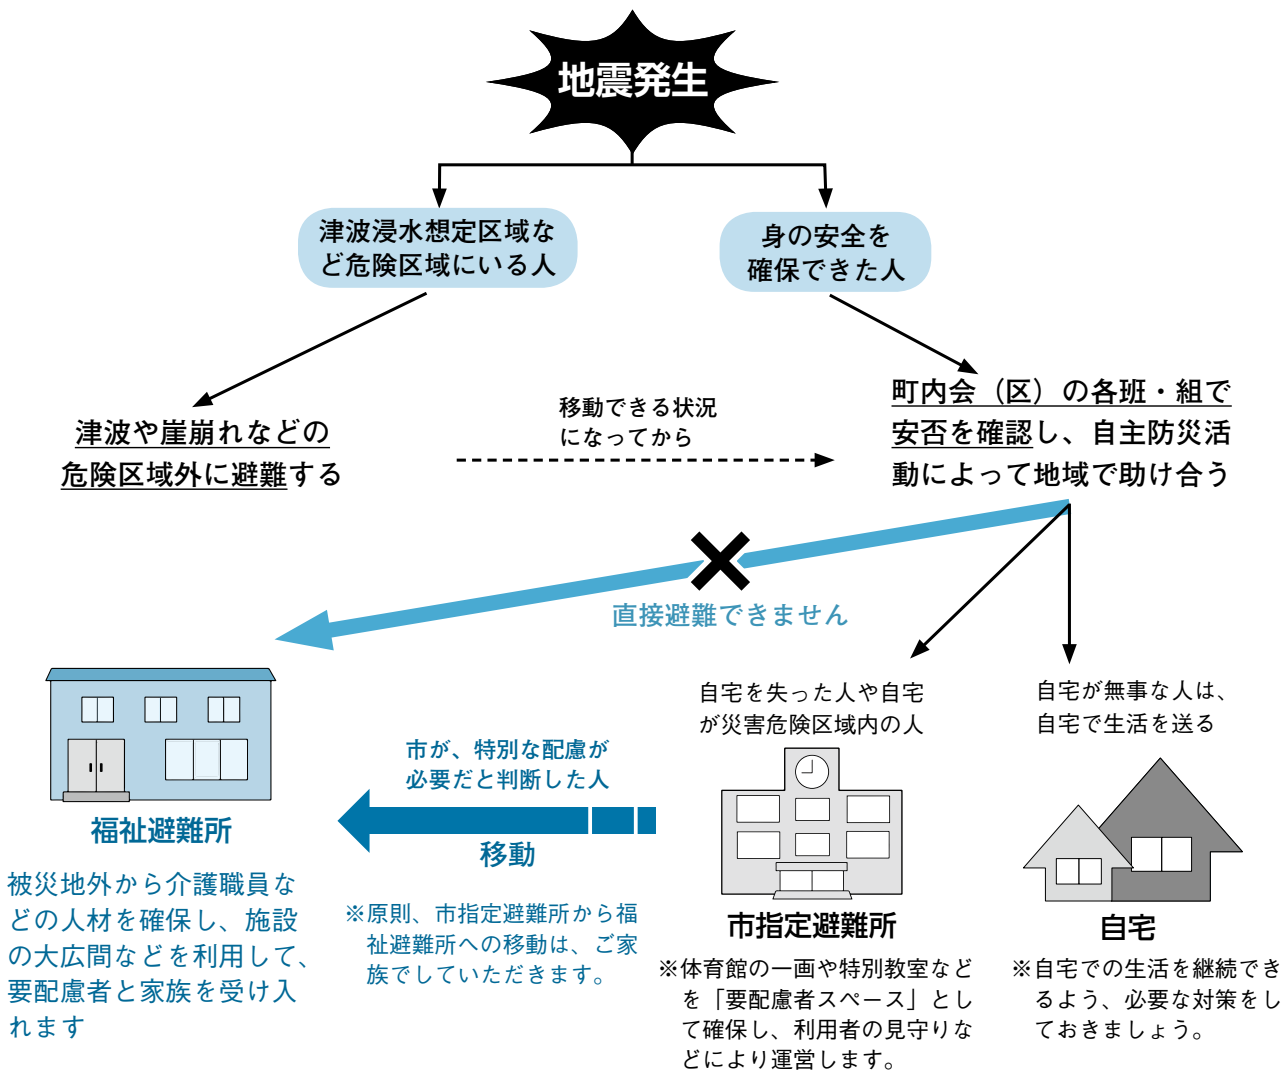 地震発生
津波浸水想定区域な
ど危険区域にいる人
身の安全を
確保できた人
津波や崖崩れなどの
危険区域外に避難する
移動できる状況
になってから
町内会（区）の各班・組で
安否を確認し、自主防災活
動によって地域で助け合う
直接避難できません
自宅を失った人や自宅
が災害危険区域内の人
自宅が無事な人は、
自宅で生活を送る
市が、特別な配慮が
必要だと判断した人
移動
※原則、市指定避難所から福
祉避難所への移動は、ご家
族でしていただきます。
福祉避難所
被災地外から介護職員な
どの人材を確保し、施設
の大広間などを利用して、
要配慮者と家族を受け入
れます
市指定避難所
※体育館の一画や特別教室など
を「要配慮者スペース」とし
て確保し、利用者の見守りな
どにより運営します。
自宅
※自宅での生活を継続でき
るよう、必要な対策をし
ておきましょう。